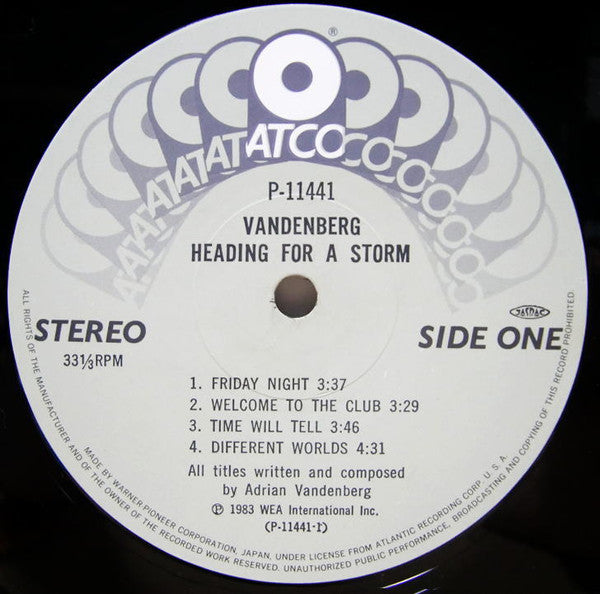 ®
ATATATATATCOCOCOCOCO
P-11441
VANDENBERG
HEADING FOR A STORM
JASRAC
STEREO
SIDE ONE
33⅓RPM
1. FRIDAY NIGHT 3:37
2. WELCOME TO THE CLUB 3:29
3. TIME WILL TELL 3:46
4. DIFFERENT WORLDS 4:31
All titles written and composed
by Adrian Vandenberg
℗ 1983 WEA International Inc.
(P-11441-1)
ALL RIGHTS OF THE MANUFACTURER AND OF THE OWNER OF THE RECORDED WORK RESERVED. UNAUTHORIZED PUBLIC PERFORMANCE, BROADCASTING AND COPYING OF THIS RECORD PROHIBITED
MADE BY WARNER-PIONEER CORPORATION, JAPAN, UNDER LICENSE FROM ATLANTIC RECORDING CORP. U.S.A.